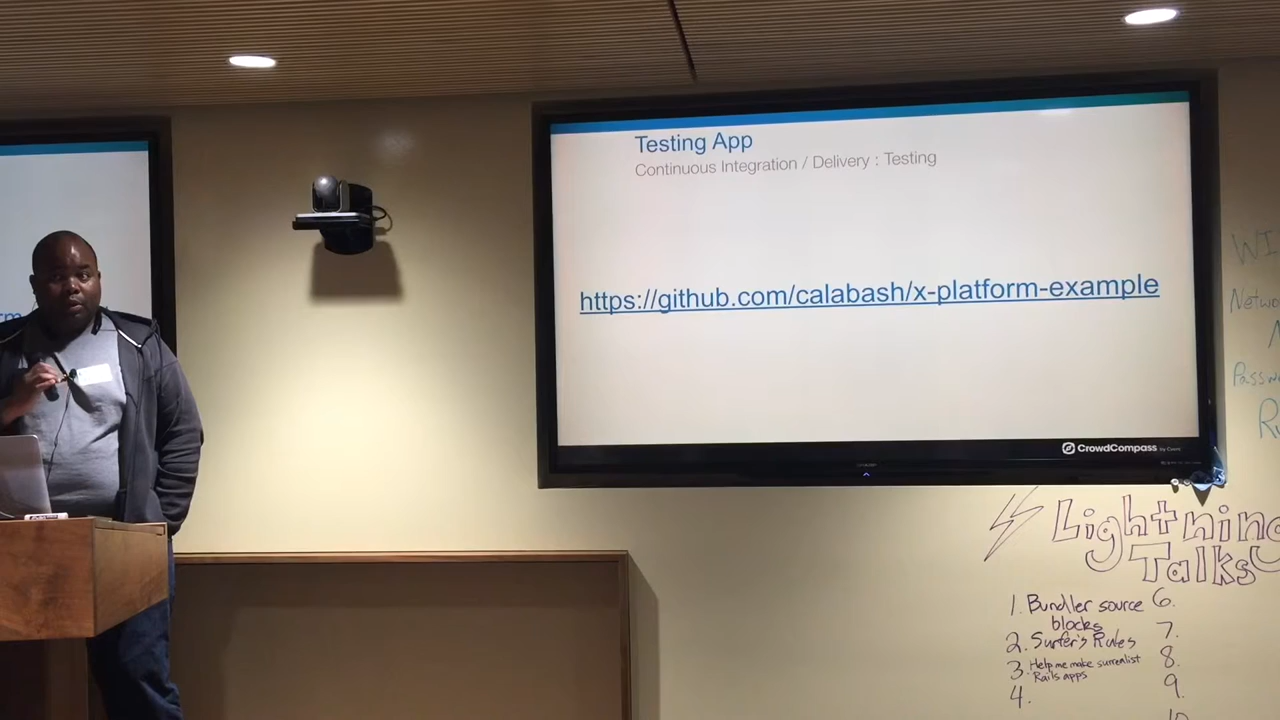 Testing App
Continuous Integration / Delivery : Testing
https://github.com/calabash/x-platform-example
CrowdCompass
⚡ Lightning
Talks
1. Bundler source
blocks
2. Surfer's Rules
3. Help me make surrealist
Rails apps
4.
6.
7.
8.
9.
10